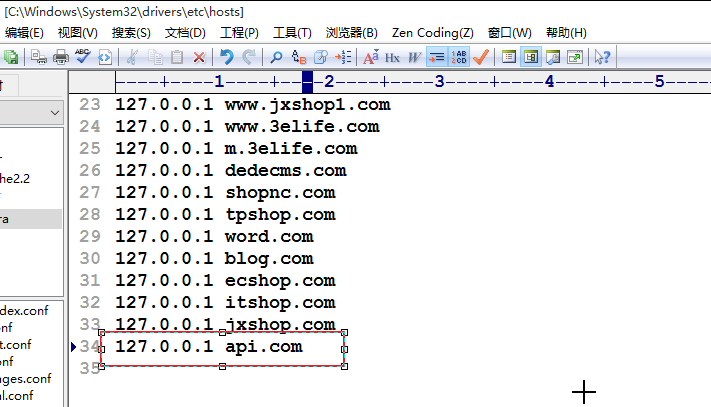 [C:\Windows\System32\drivers\etc\hosts]
编辑(E) 视图(V) 搜索(S) 文档(D) 工程(P) 工具(T) 浏览器(B) Zen Coding(Z) 窗口(W) 帮助(H)
1 2 3 4 5
23 127.0.0.1 www.jxshop1.com
24 127.0.0.1 www.3elife.com
25 127.0.0.1 m.3elife.com
26 127.0.0.1 dedecms.com
27 127.0.0.1 shopnc.com
28 127.0.0.1 tpshop.com
29 127.0.0.1 word.com
30 127.0.0.1 blog.com
31 127.0.0.1 ecshop.com
32 127.0.0.1 itshop.com
33 127.0.0.1 jxshop.com
34 127.0.0.1 api.com
35
he2.2
ra
dex.conf
nf
t.conf
onf
ages.conf
al.conf